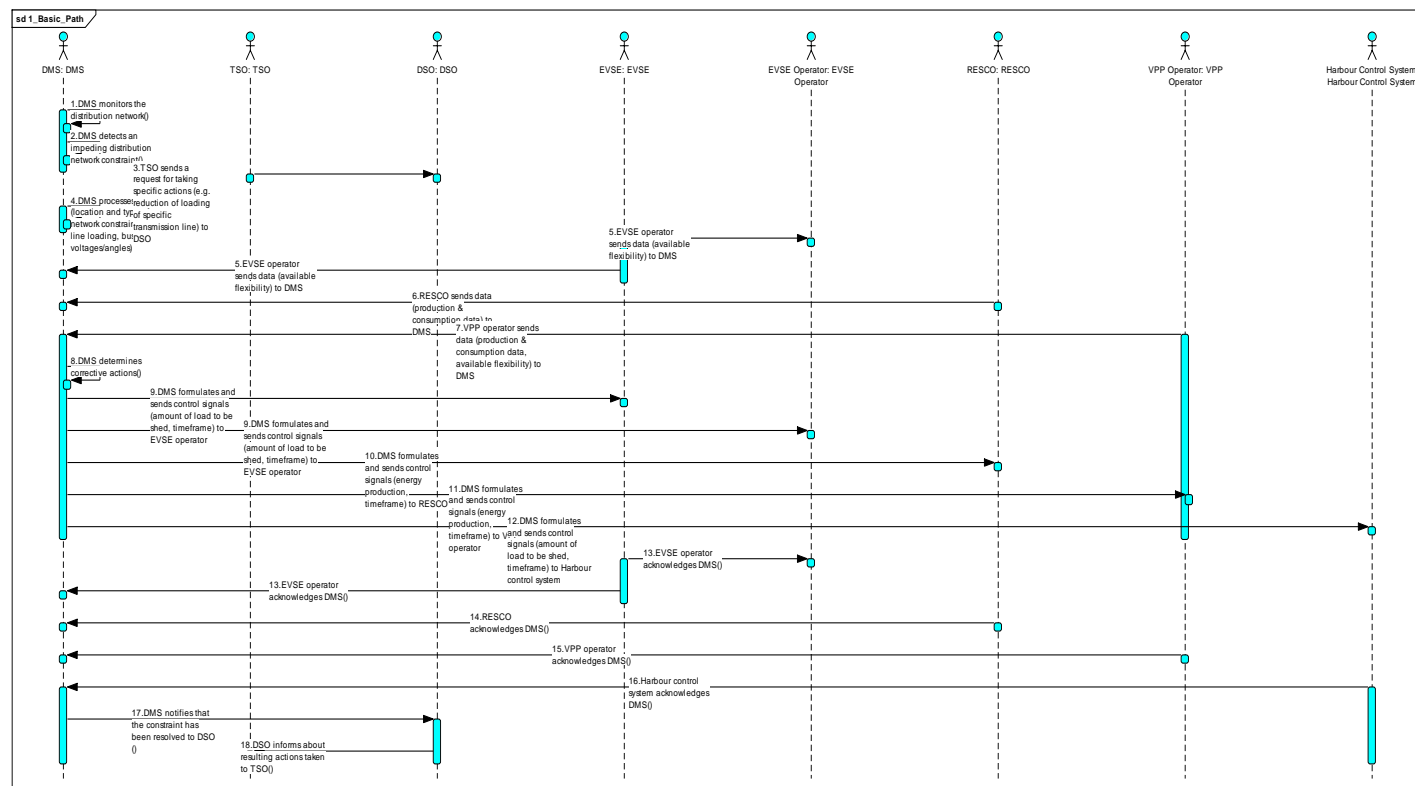 sd 1_Basic_Path
DMS: DMS
TSO: TSO
DSO: DSO
EVSE: EVSE
EVSE Operator: EVSE
Operator
RESCO: RESCO
VPP Operator: VPP
Operator
Harbour Control System
Harbour Control System
1.DMS monitors the
distribution network()
2.DMS detects an
impeding distribution
network constraint()
3.TSO sends a
request for taking
specific actions (e.g.
reduction of loading
of specific
transmission line) to
DSO
4.DMS processe
(location and typ
network constrain
line loading, bu
voltages/angles)
5.EVSE operator
sends data (available
flexibility) to DMS
5.EVSE operator
sends data (available
flexibility) to DMS
6.RESCO sends data
(production &
consumption data) to
DMS
7.VPP operator sends
data (production &
consumption data,
available flexibility) to
DMS
8.DMS determines
corrective actions()
9.DMS formulates and
sends control signals
(amount of load to be
shed, timeframe) to
EVSE operator
9.DMS formulates and
sends control signals
(amount of load to be
shed, timeframe) to
EVSE operator
10.DMS formulates
and sends control
signals (energy
production,
timeframe) to RESCO
11.DMS formulates
and sends control
signals (energy
production,
timeframe) to V
operator
12.DMS formulates
and sends control
signals (amount of
load to be shed,
timeframe) to Harbour
control system
13.EVSE operator
acknowledges DMS()
13.EVSE operator
acknowledges DMS()
14.RESCO
acknowledges DMS()
15.VPP operator
acknowledges DMS()
16.Harbour control
system acknowledges
DMS()
17.DMS notifies that
the constraint has
been resolved to DSO
()
18.DSO informs about
resulting actions taken
to TSO()